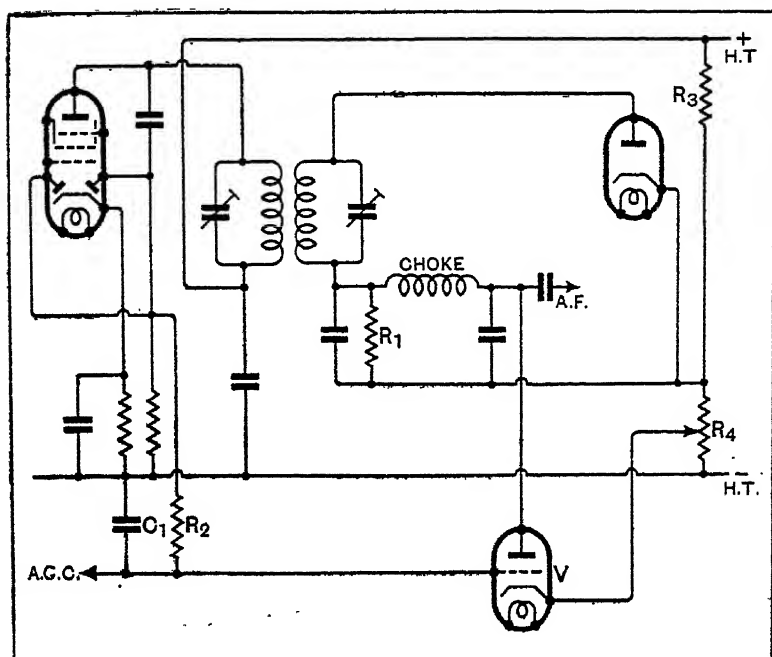 +
H.T
R3
CHOKE
A.F.
R1
R4
-
H.T.
C1
R2
A.G.C.
V